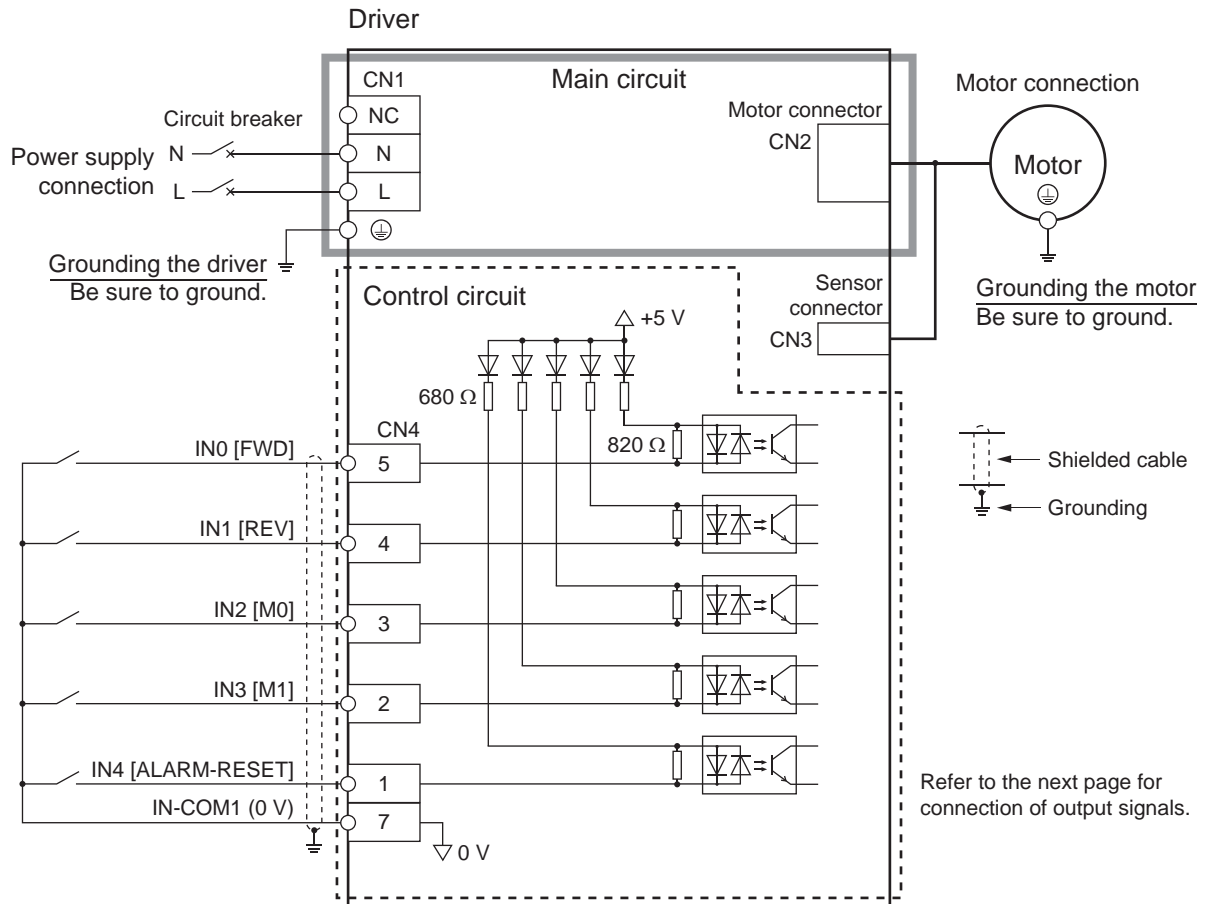 Driver
CN1
Main circuit
Motor connection
NC
Motor connector
Circuit breaker
CN2
Power supply
connection
N
N
L
L
Motor
Grounding the driver
Be sure to ground.
Grounding the motor
Be sure to ground.
Control circuit
Sensor
connector
+5 V
CN3
680 Ω
CN4
820 Ω
IN0 [FWD]
5
Shielded cable
Grounding
IN1 [REV]
4
IN2 [M0]
3
IN3 [M1]
2
IN4 [ALARM-RESET]
1
IN-COM1 (0 V)
7
0 V
Refer to the next page for
connection of output signals.